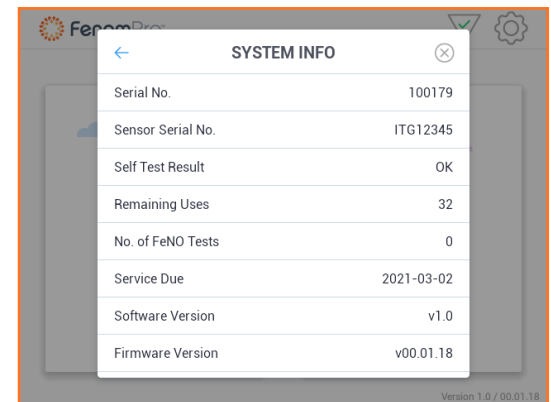 FenomPro
SYSTEM INFO
Serial No. 100179
Sensor Serial No. ITG12345
Self Test Result OK
Remaining Uses 32
No. of FeNO Tests 0
Service Due 2021-03-02
Software Version v1.0
Firmware Version v00.01.18
Version 1.0 / 00.01.18